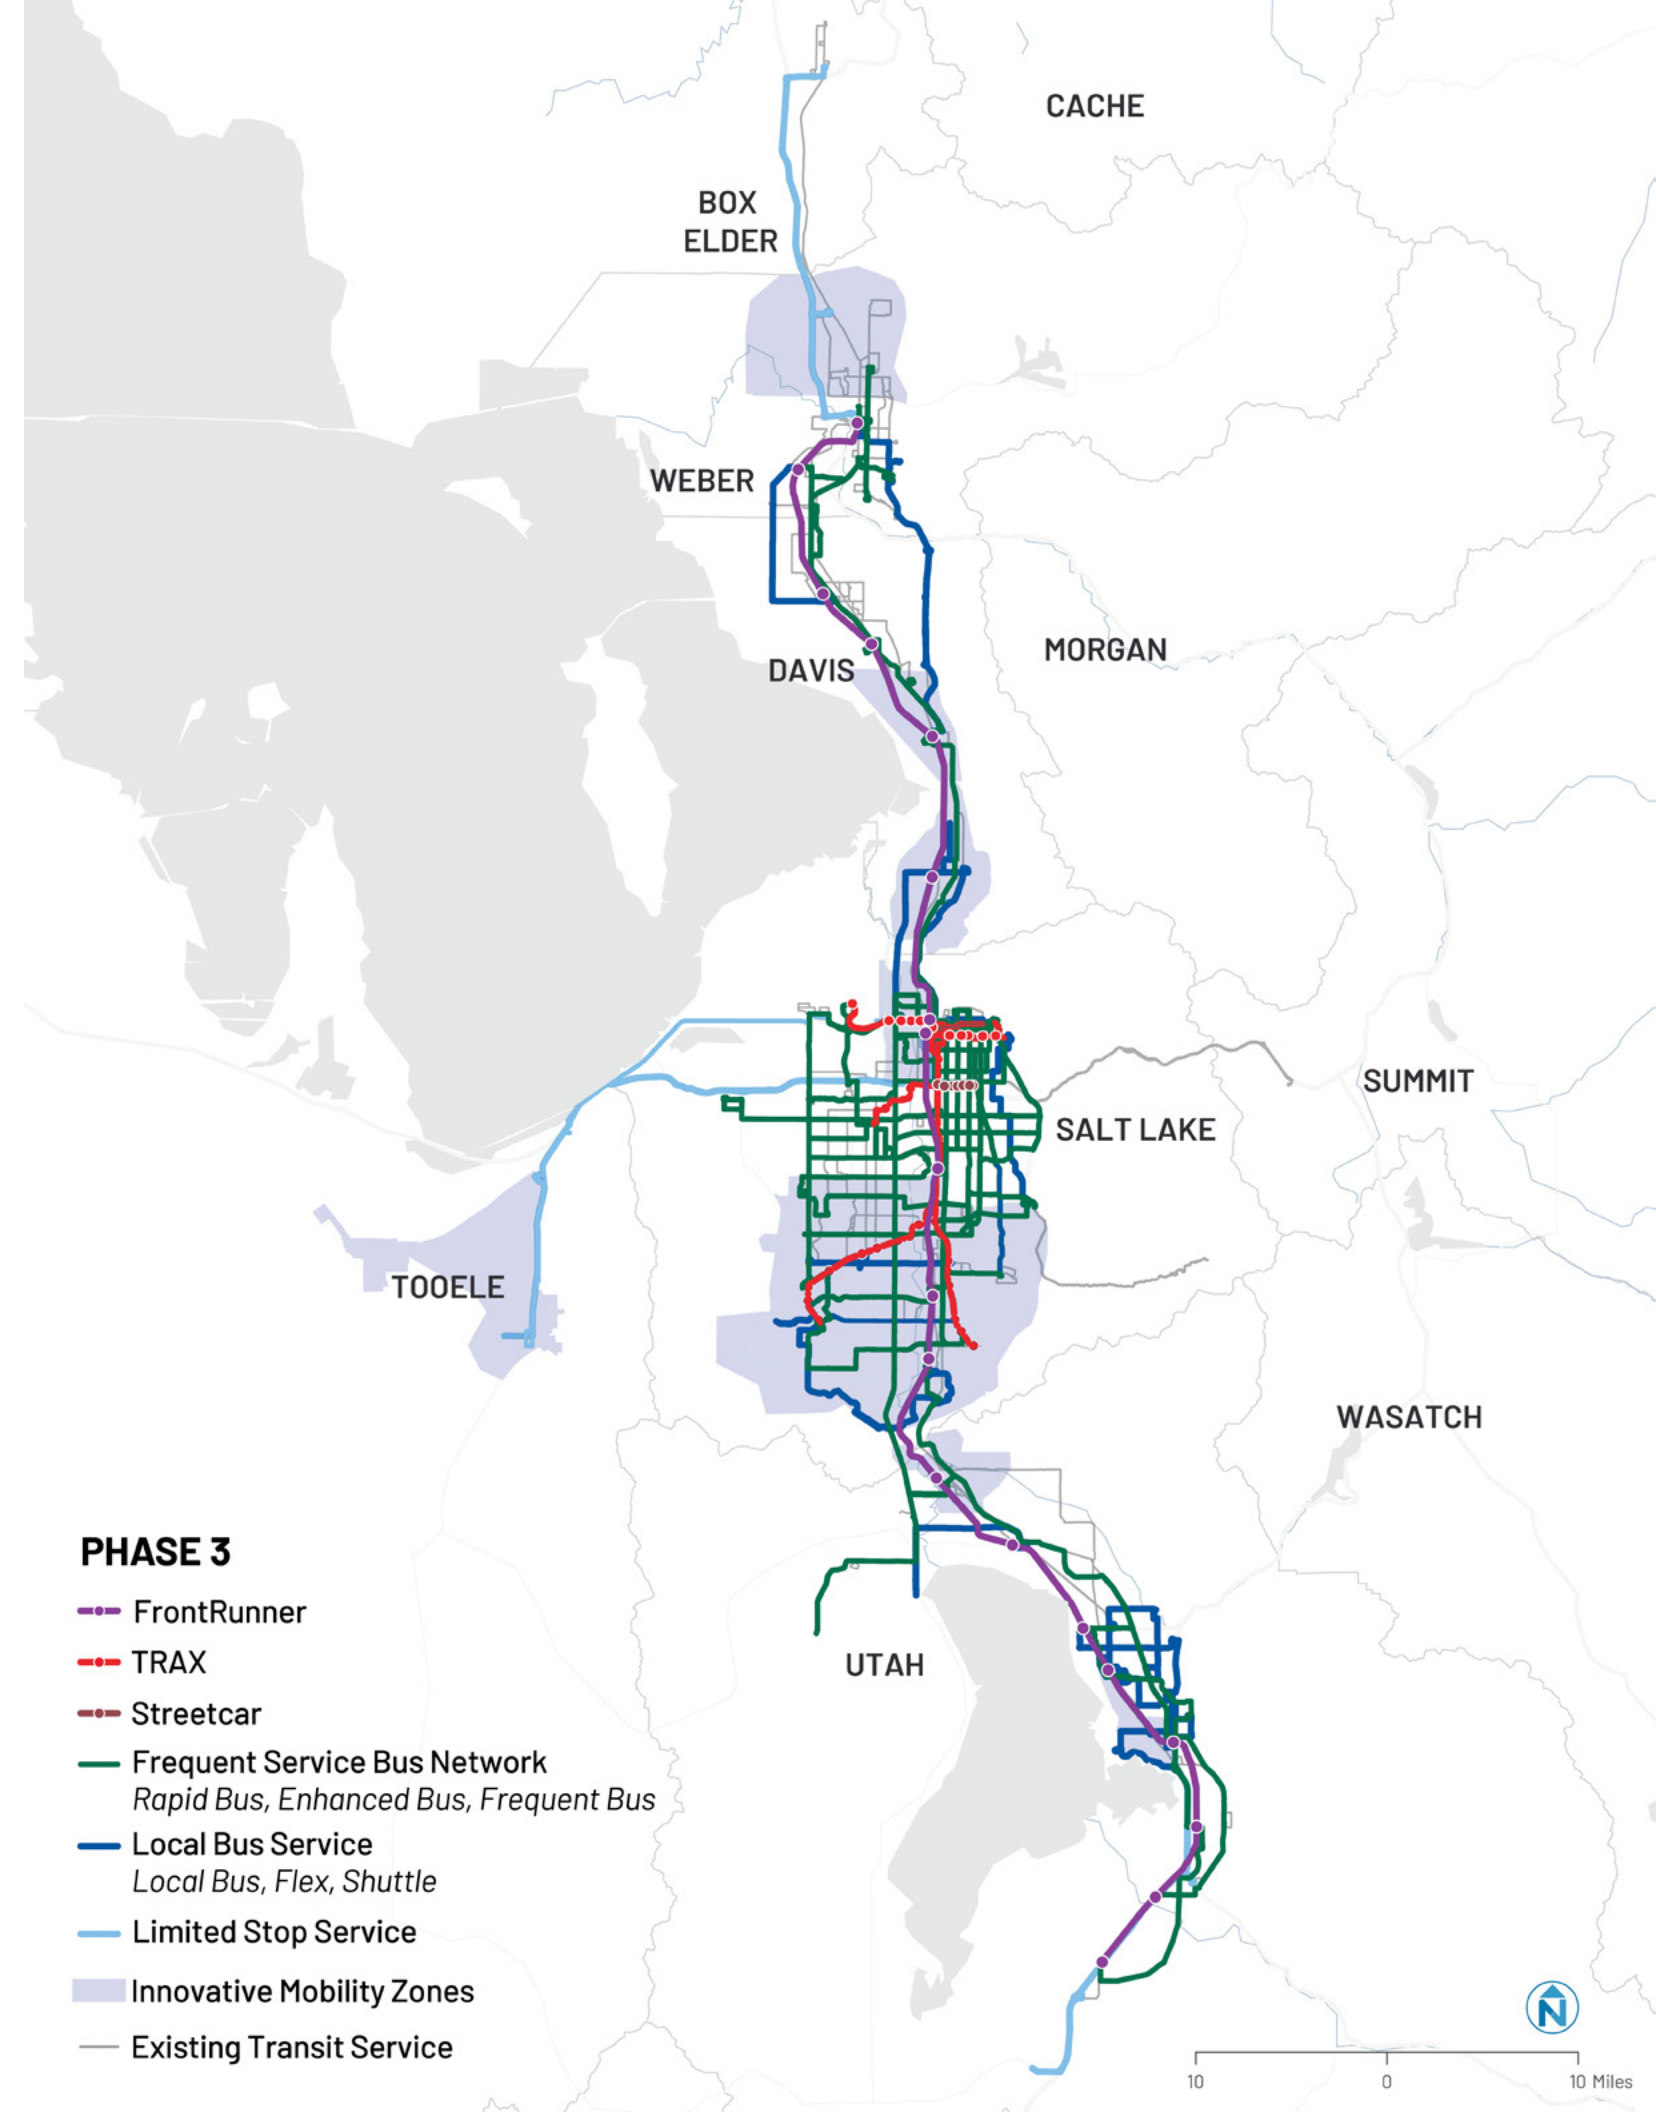 CACHE
BOX
ELDER
WEBER
MORGAN
DAVIS
SUMMIT
SALT LAKE
TOOELE
WASATCH
UTAH
PHASE 3
FrontRunner
TRAX
Streetcar
Frequent Service Bus Network
Rapid Bus, Enhanced Bus, Frequent Bus
Local Bus Service
Local Bus, Flex, Shuttle
Limited Stop Service
Innovative Mobility Zones
Existing Transit Service
N
10 0 10 Miles